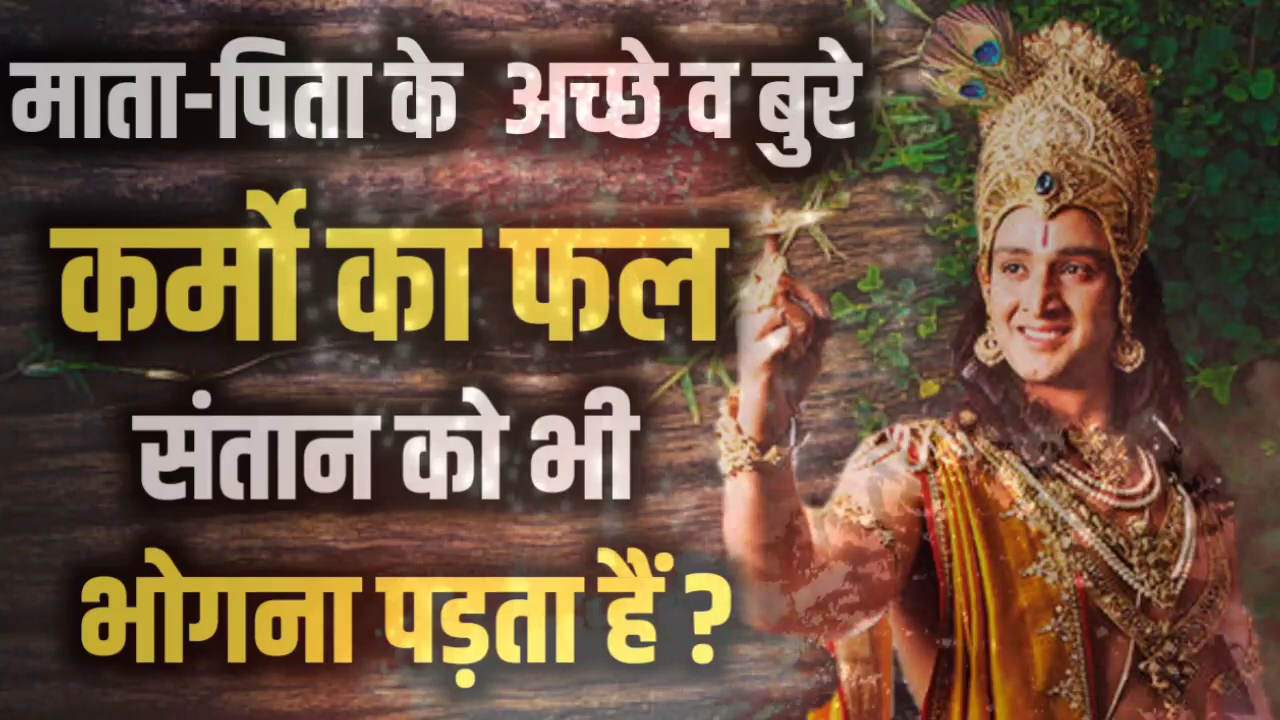 माता-पिता के अच्छे व बुरे
कर्मो का फल
संतान को भी
भोगना पड़ता हैं ?